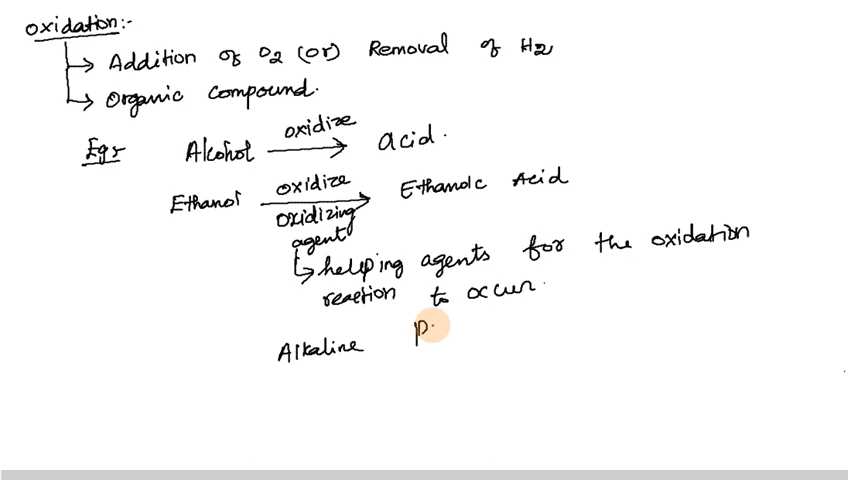 Oxidation:-
→ Addition of O2 (or) Removal of H2
→ Organic compound.
Eg:- Alcohol oxidize → acid.
Ethanol oxidize → Ethanoic Acid
oxidizing
agent
↳ helping agents for the oxidation
reaction to occur.
Alkaline p.